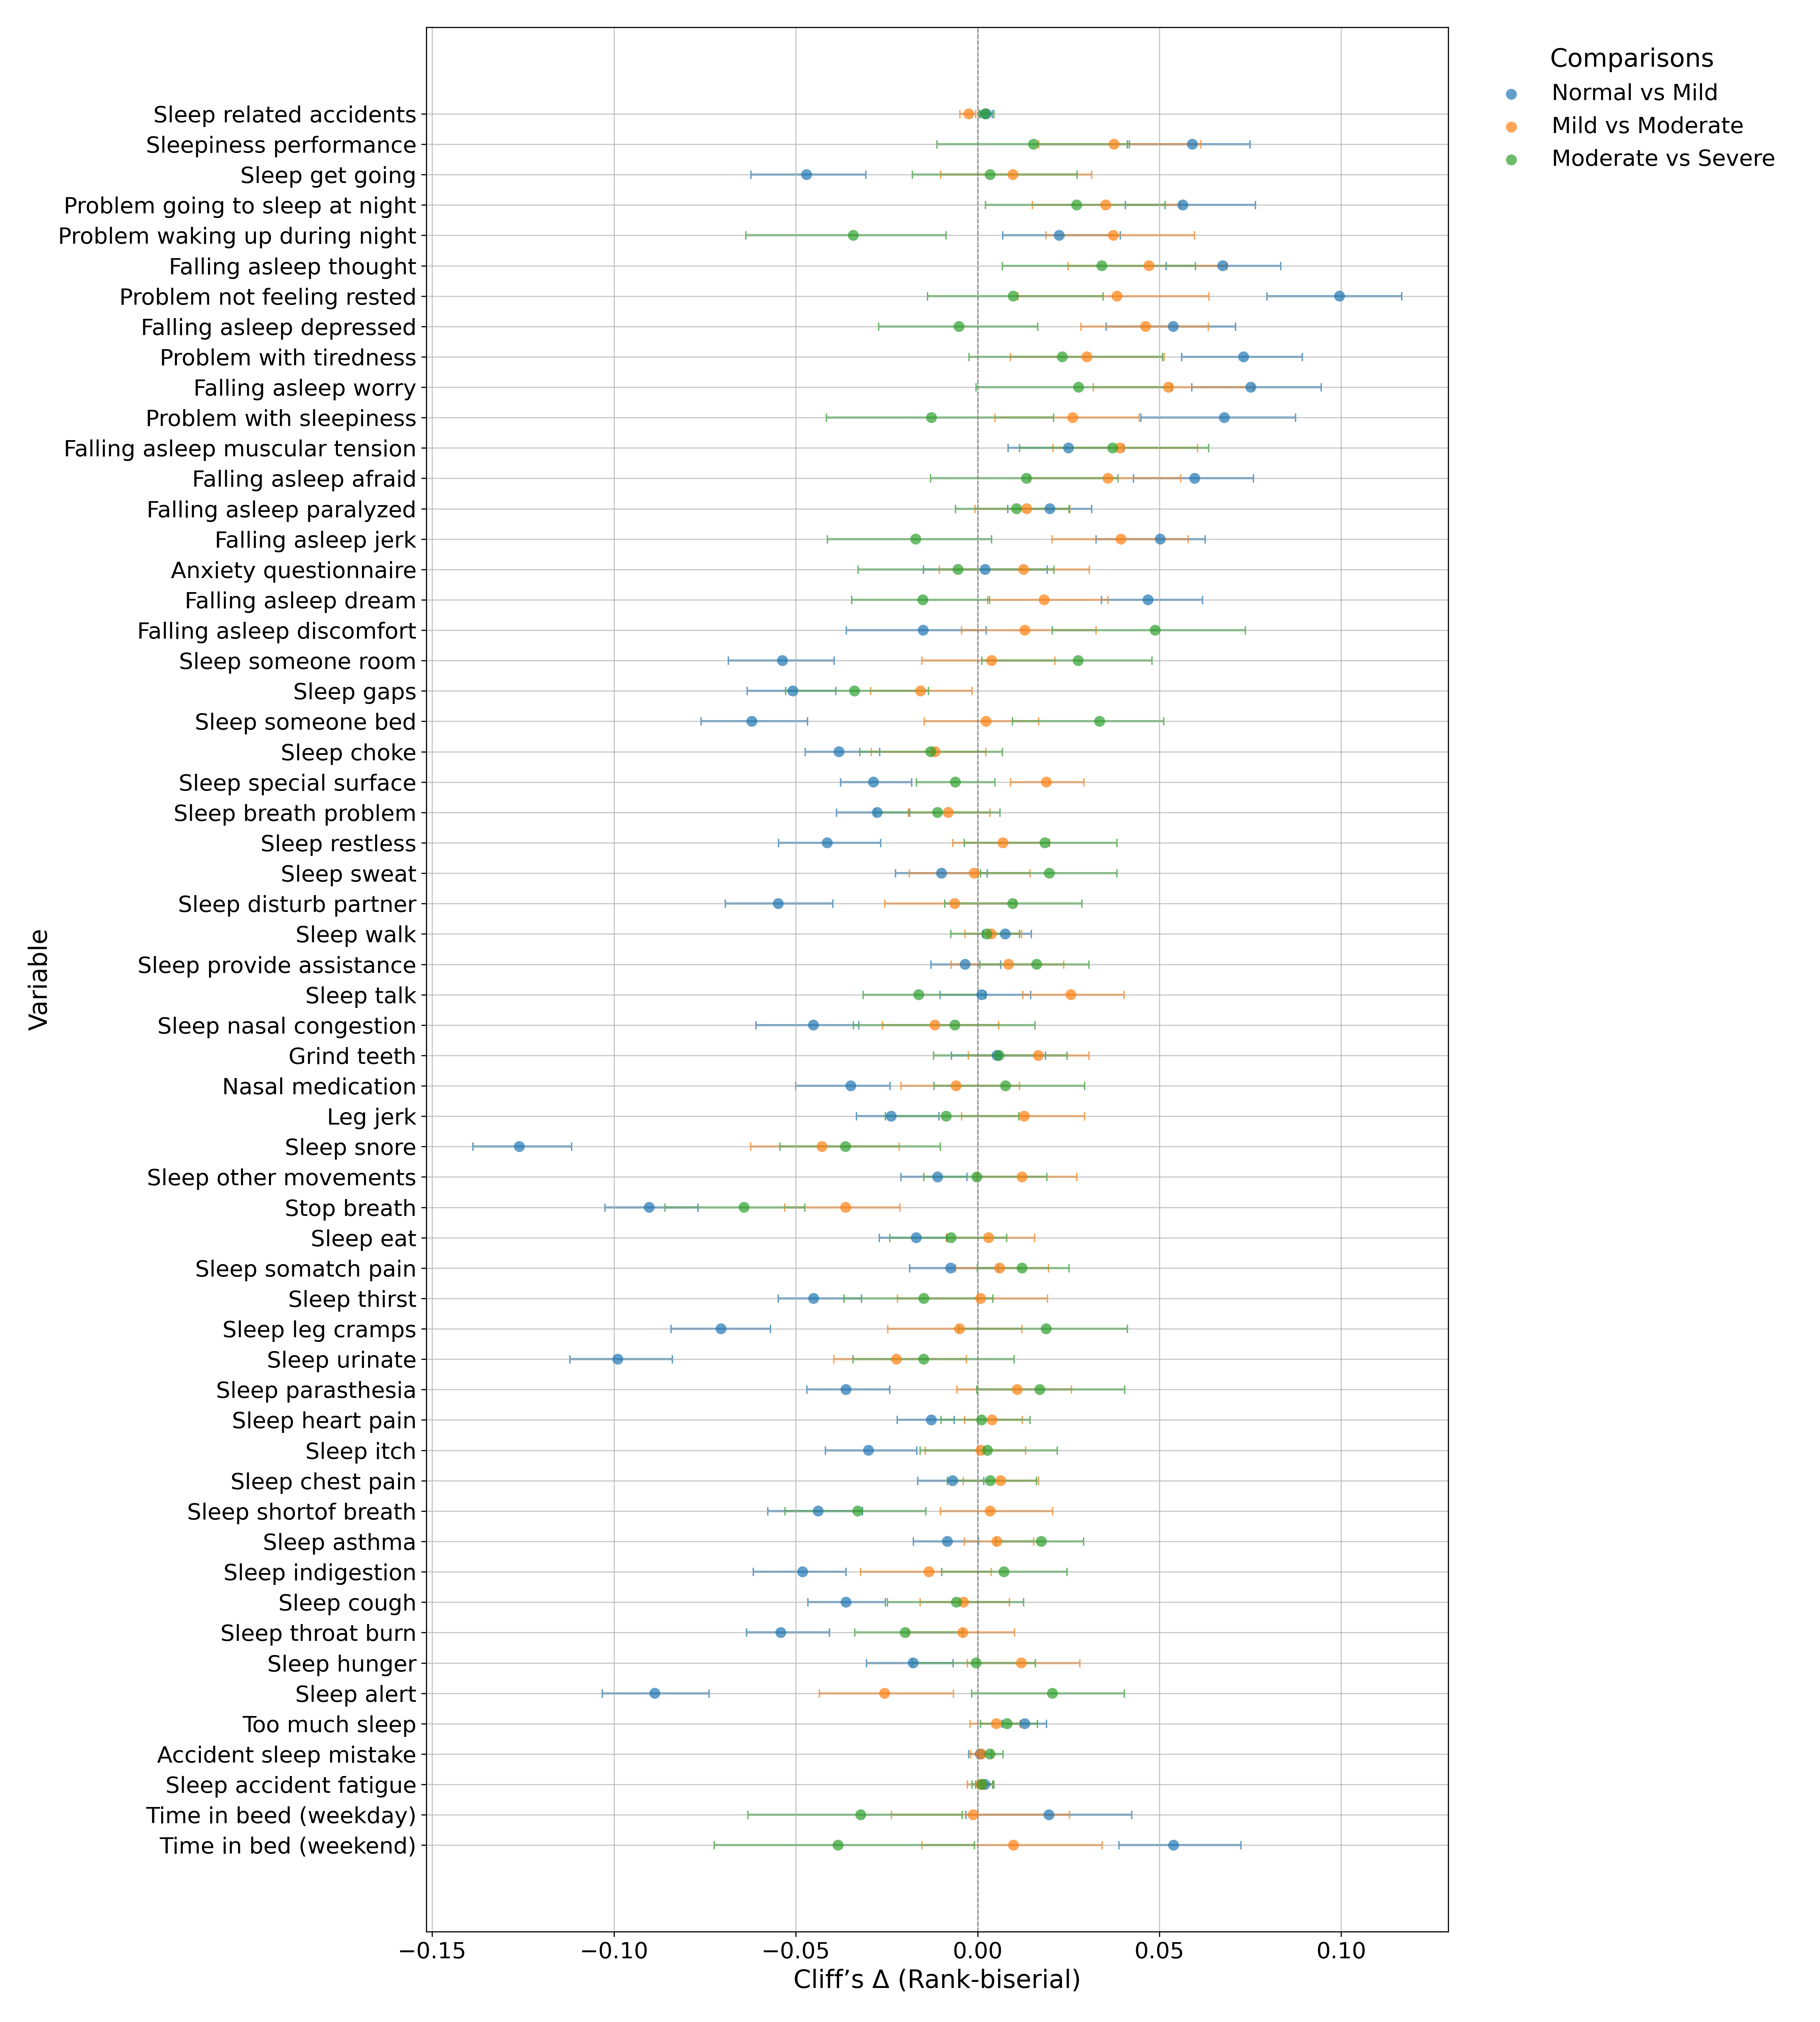 Comparisons
Normal vs Mild
Mild vs Moderate
Moderate vs Severe
Variable
Sleep related accidents
Sleepiness performance
Sleep get going
Problem going to sleep at night
Problem waking up during night
Falling asleep thought
Problem not feeling rested
Falling asleep depressed
Problem with tiredness
Falling asleep worry
Problem with sleepiness
Falling asleep muscular tension
Falling asleep afraid
Falling asleep paralyzed
Falling asleep jerk
Anxiety questionnaire
Falling asleep dream
Falling asleep discomfort
Sleep someone room
Sleep gaps
Sleep someone bed
Sleep choke
Sleep special surface
Sleep breath problem
Sleep restless
Sleep sweat
Sleep disturb partner
Sleep walk
Sleep provide assistance
Sleep talk
Sleep nasal congestion
Grind teeth
Nasal medication
Leg jerk
Sleep snore
Sleep other movements
Stop breath
Sleep eat
Sleep somatch pain
Sleep thirst
Sleep leg cramps
Sleep urinate
Sleep parasthesia
Sleep heart pain
Sleep itch
Sleep chest pain
Sleep shortof breath
Sleep asthma
Sleep indigestion
Sleep cough
Sleep throat burn
Sleep hunger
Sleep alert
Too much sleep
Accident sleep mistake
Sleep accident fatigue
Time in beed (weekday)
Time in bed (weekend)
−0.15 −0.10 −0.05 0.00 0.05 0.10
Cliff’s Δ (Rank-biserial)